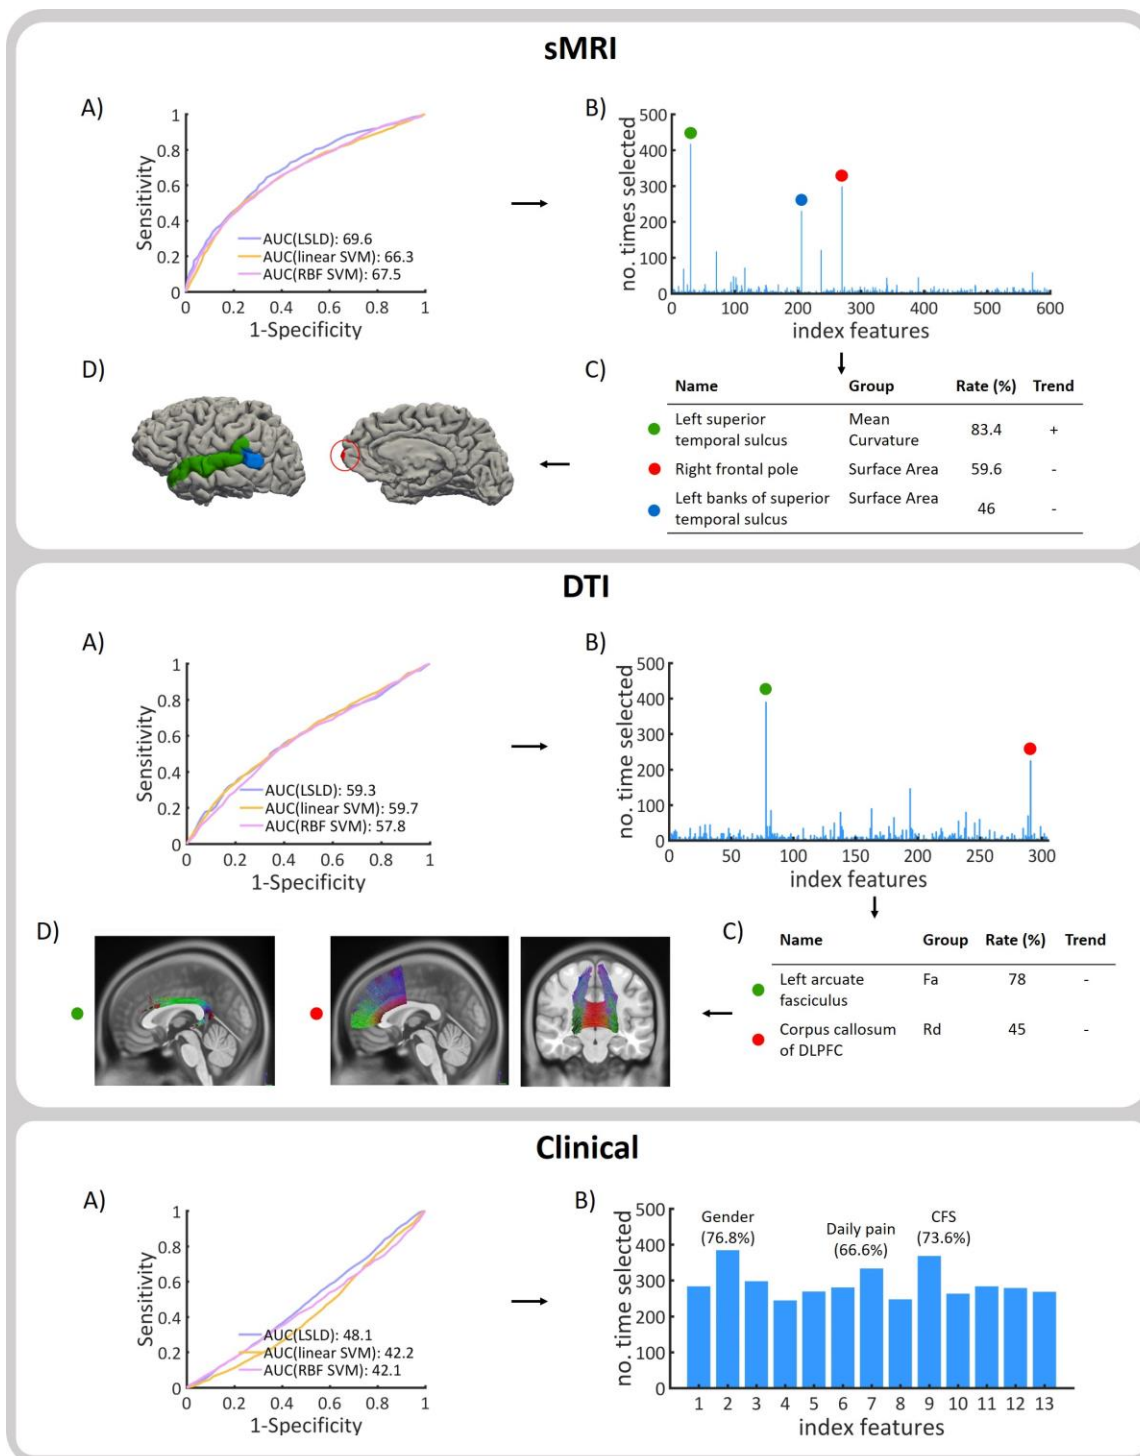 sMRI
A)
1
0.8
0.6
0.4
0.2
0
Sensitivity
AUC(LSLD): 69.6
AUC(linear SVM): 66.3
AUC(RBF SVM): 67.5
0 0.2 0.4 0.6 0.8 1
1-Specificity
B)
500
400
300
200
100
0
no. times selected
0 100 200 300 400 500 600
index features
D)
C)
Name Group Rate (%) Trend
Left superior Mean
temporal sulcus Curvature 83.4 +
Right frontal pole Surface Area 59.6 -
Left banks of superior Surface Area
temporal sulcus 46 -
DTI
A)
1
0.8
0.6
0.4
0.2
0
Sensitivity
AUC(LSLD): 59.3
AUC(linear SVM): 59.7
AUC(RBF SVM): 57.8
0 0.2 0.4 0.6 0.8 1
1-Specificity
B)
500
400
300
200
100
0
no. time selected
0 50 100 150 200 250 300
index features
D)
C)
Name Group Rate (%) Trend
Left arcuate Fa 78 -
fasciculus
Corpus callosum Rd 45 -
of DLPFC
Clinical
A)
1
0.8
0.6
0.4
0.2
0
Sensitivity
AUC(LSLD): 48.1
AUC(linear SVM): 42.2
AUC(RBF SVM): 42.1
0 0.2 0.4 0.6 0.8 1
1-Specificity
B)
500
400
300
200
100
0
no. time selected
Gender
(76.8%)
Daily pain
(66.6%)
CFS
(73.6%)
1 2 3 4 5 6 7 8 9 10 11 12 13
index features